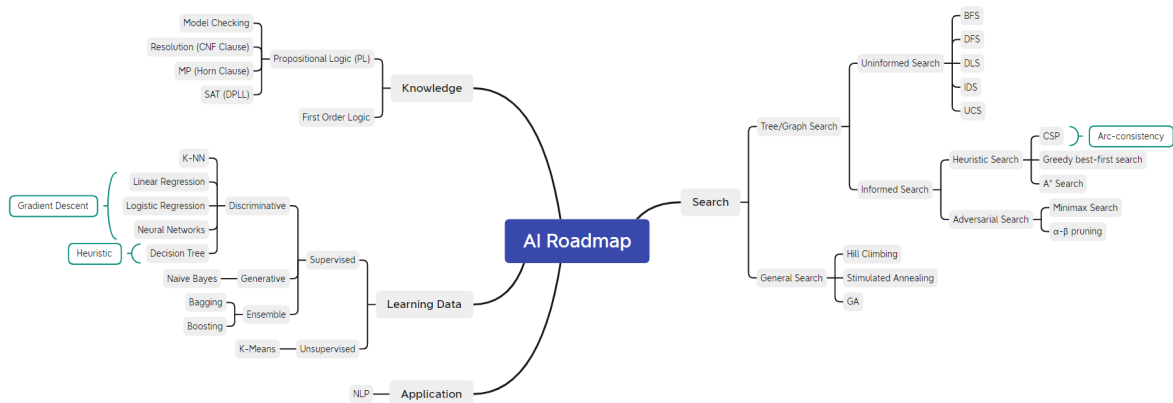 AI Roadmap
Knowledge
Propositional Logic (PL)
Model Checking
Resolution (CNF Clause)
MP (Horn Clause)
SAT (DPLL)
First Order Logic
Learning Data
Supervised
Discriminative
K-NN
Linear Regression
Logistic Regression
Neural Networks
Gradient Descent
Decision Tree
Heuristic
Generative
Naive Bayes
Ensemble
Bagging
Boosting
Unsupervised
K-Means
Application
NLP
Search
Tree/Graph Search
Uninformed Search
BFS
DFS
DLS
IDS
UCS
Informed Search
Heuristic Search
CSP
Arc-consistency
Greedy best-first search
A* Search
Adversarial Search
Minimax Search
α-β pruning
General Search
Hill Climbing
Stimulated Annealing
GA